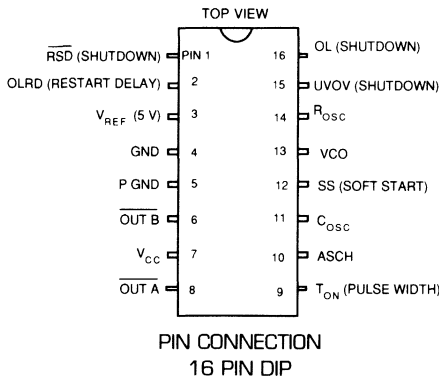 TOP VIEW
RSD (SHUTDOWN) PIN 1 16 OL (SHUTDOWN)
OLRD (RESTART DELAY) 2 15 UVOV (SHUTDOWN)
VREF (5 V) 3 14 ROSC
GND 4 13 VCO
P GND 5 12 SS (SOFT START)
OUT B 6 11 COSC
VCC 7 10 ASCH
OUT A 8 9 TON (PULSE WIDTH)
PIN CONNECTION
16 PIN DIP